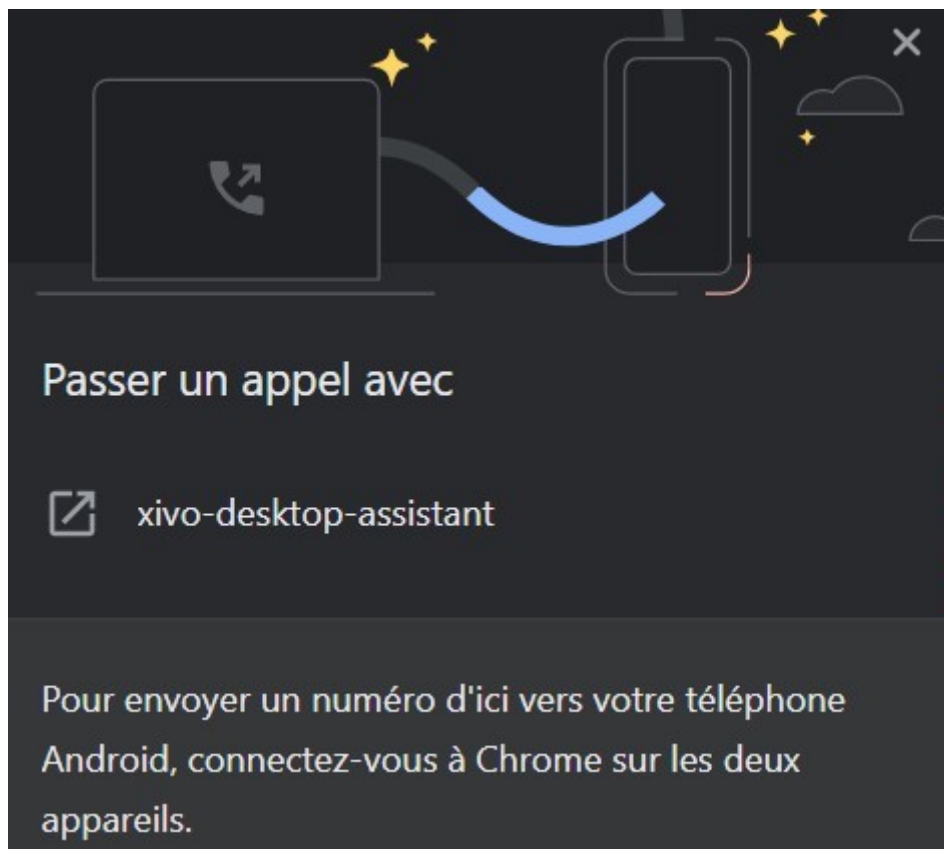 Passer un appel avec
xivo-desktop-assistant
Pour envoyer un numéro d'ici vers votre téléphone
Android, connectez-vous à Chrome sur les deux
appareils.